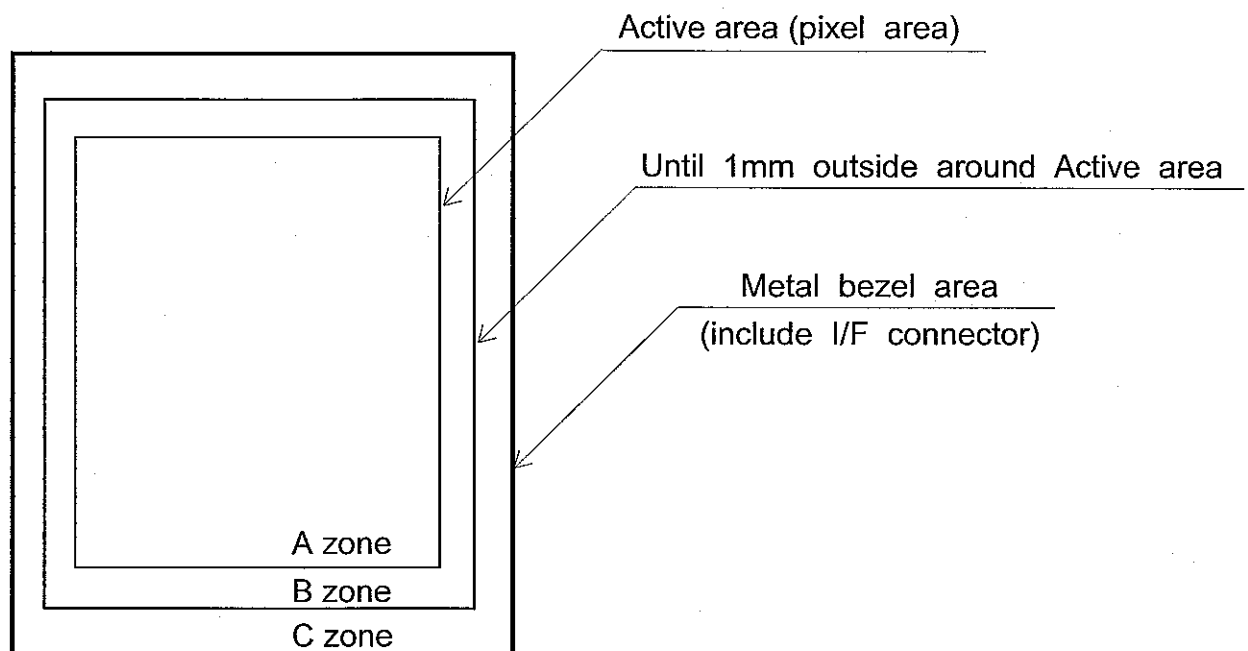 Active area (pixel area)
Until 1mm outside around Active area
Metal bezel area
(include I/F connector)
A zone
B zone
C zone